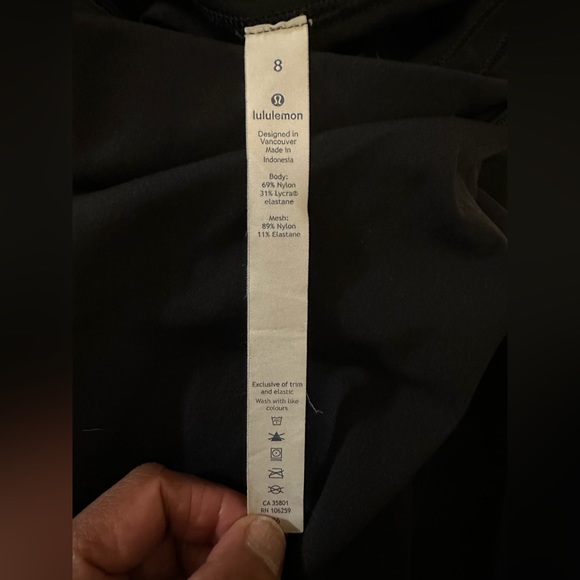 8
lululemon
Designed in
Vancouver
Made in
Indonesia
Body:
69% Nylon
31% Lycra®
elastane
Mesh:
89% Nylon
11% Elastane
Exclusive of trim
and elastic
Wash with like
colours
CA 35801
RN 106259